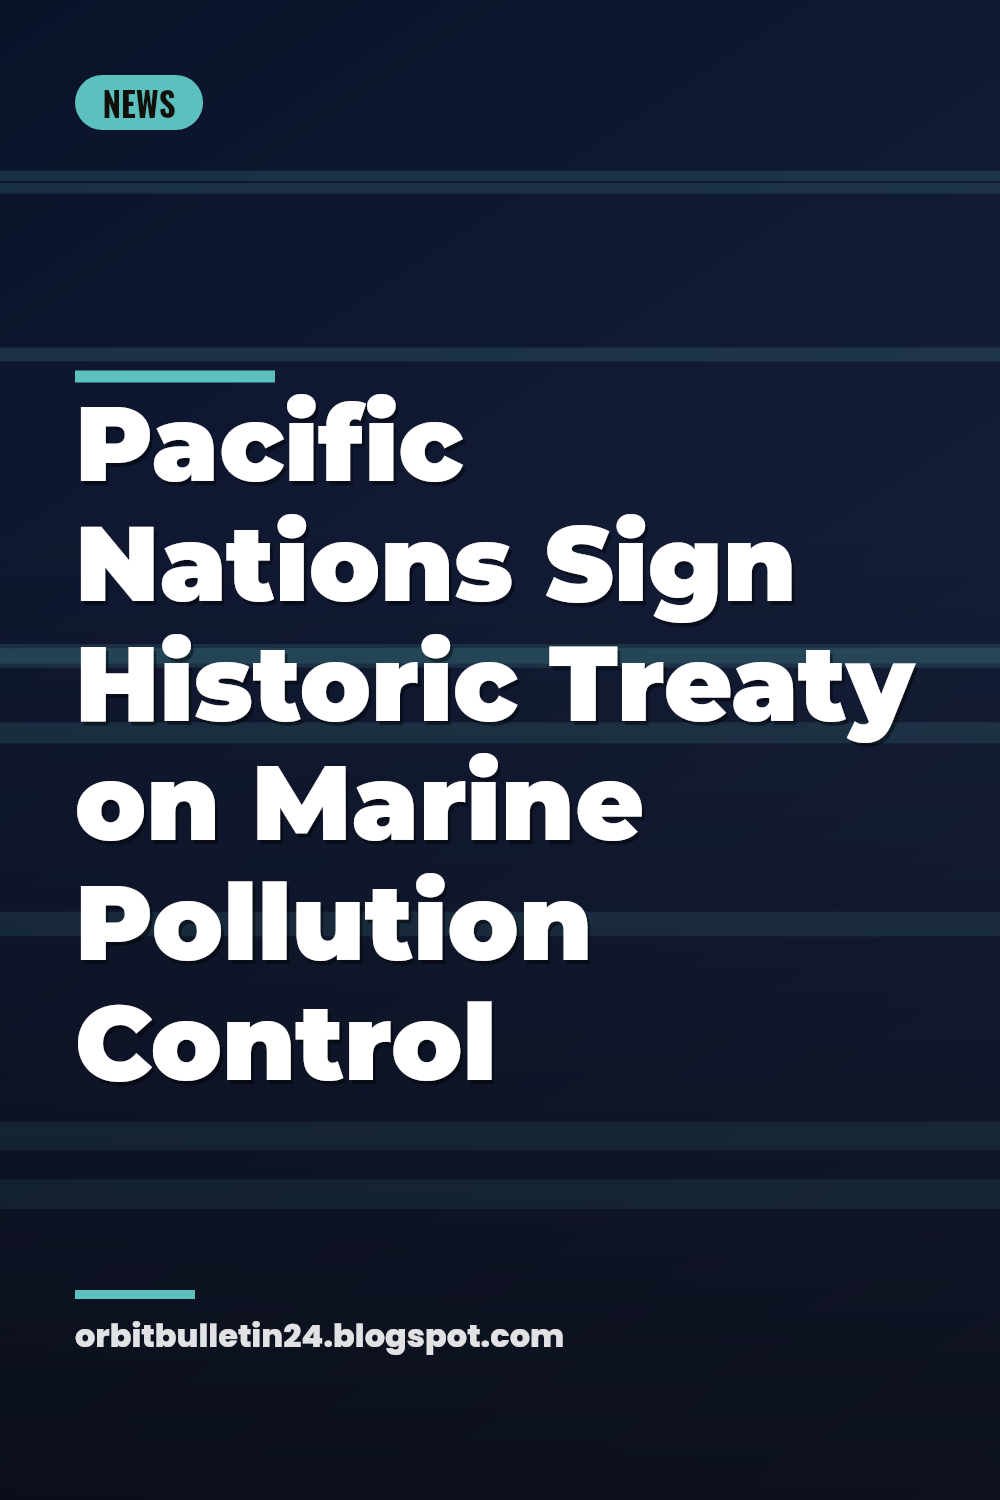 NEWS
Pacific
Nations Sign
Historic Treaty
on Marine
Pollution
Control
orbitbulletin24.blogspot.com